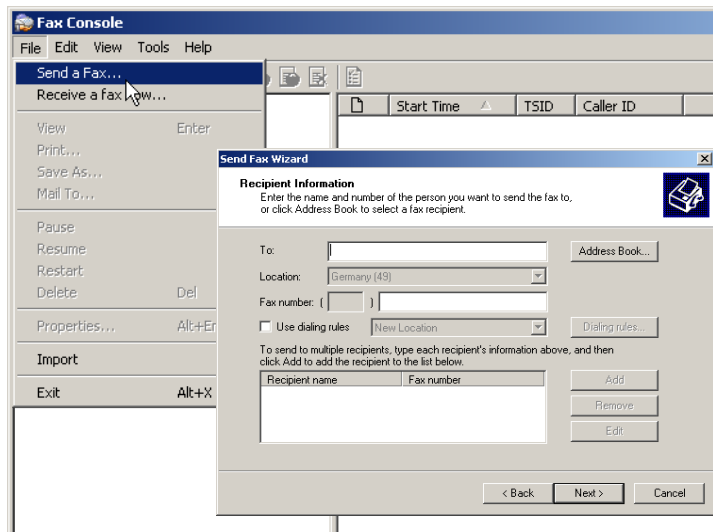 Fax Console
File Edit View Tools Help
Send a Fax...
Receive a fax now...
View Enter
Print...
Save As...
Mail To...
Pause
Resume
Restart
Delete Del
Properties... Alt+En
Import
Exit Alt+X
Start Time TSID Caller ID
Send Fax Wizard
Recipient Information
Enter the name and number of the person you want to send the fax to,
or click Address Book to select a fax recipient.
To: Address Book...
Location: Germany (49)
Fax number: ( )
Use dialing rules New Location Dialing rules...
To send to multiple recipients, type each recipient's information above, and then
click Add to add the recipient to the list below.
Recipient name Fax number
Add
Remove
Edit
< Back Next > Cancel